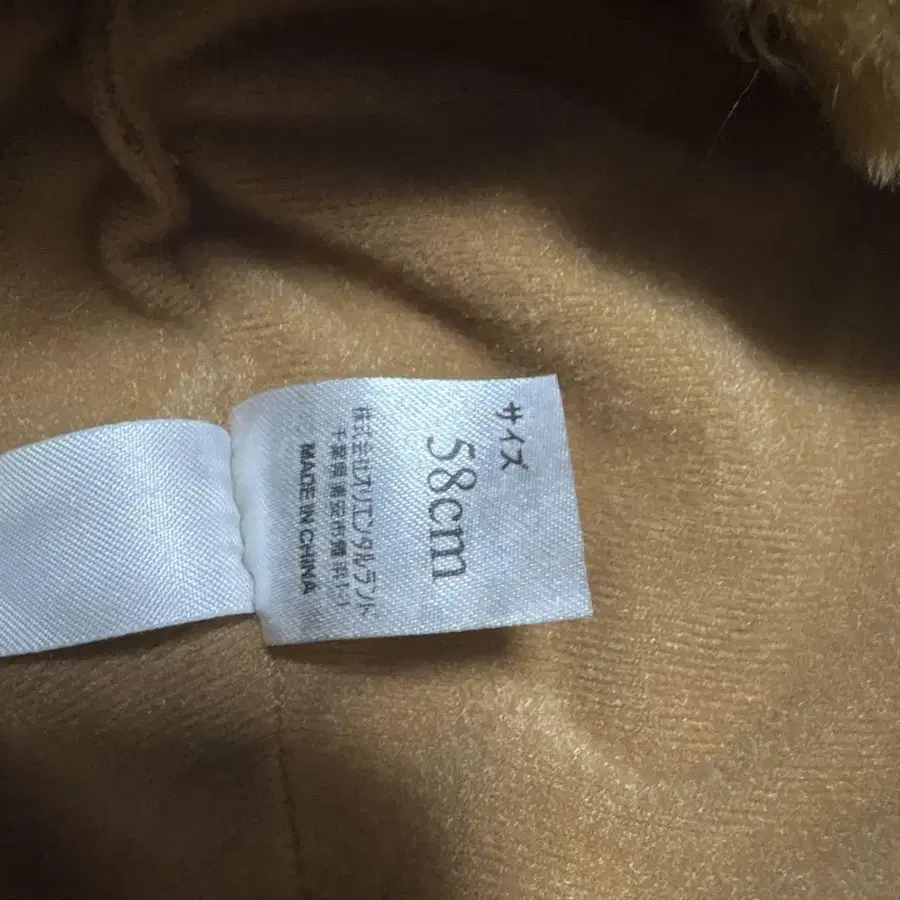 サイズ
58cm
株式会社オリエンタルランド
千葉県浦安市舞浜1-1
MADE IN CHINA